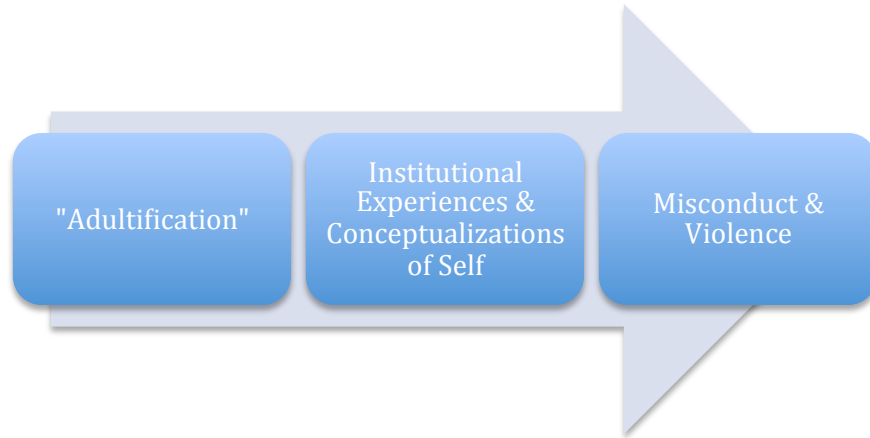 "Adultification"
Institutional
Experiences &
Conceptualizations
of Self
Misconduct &
Violence